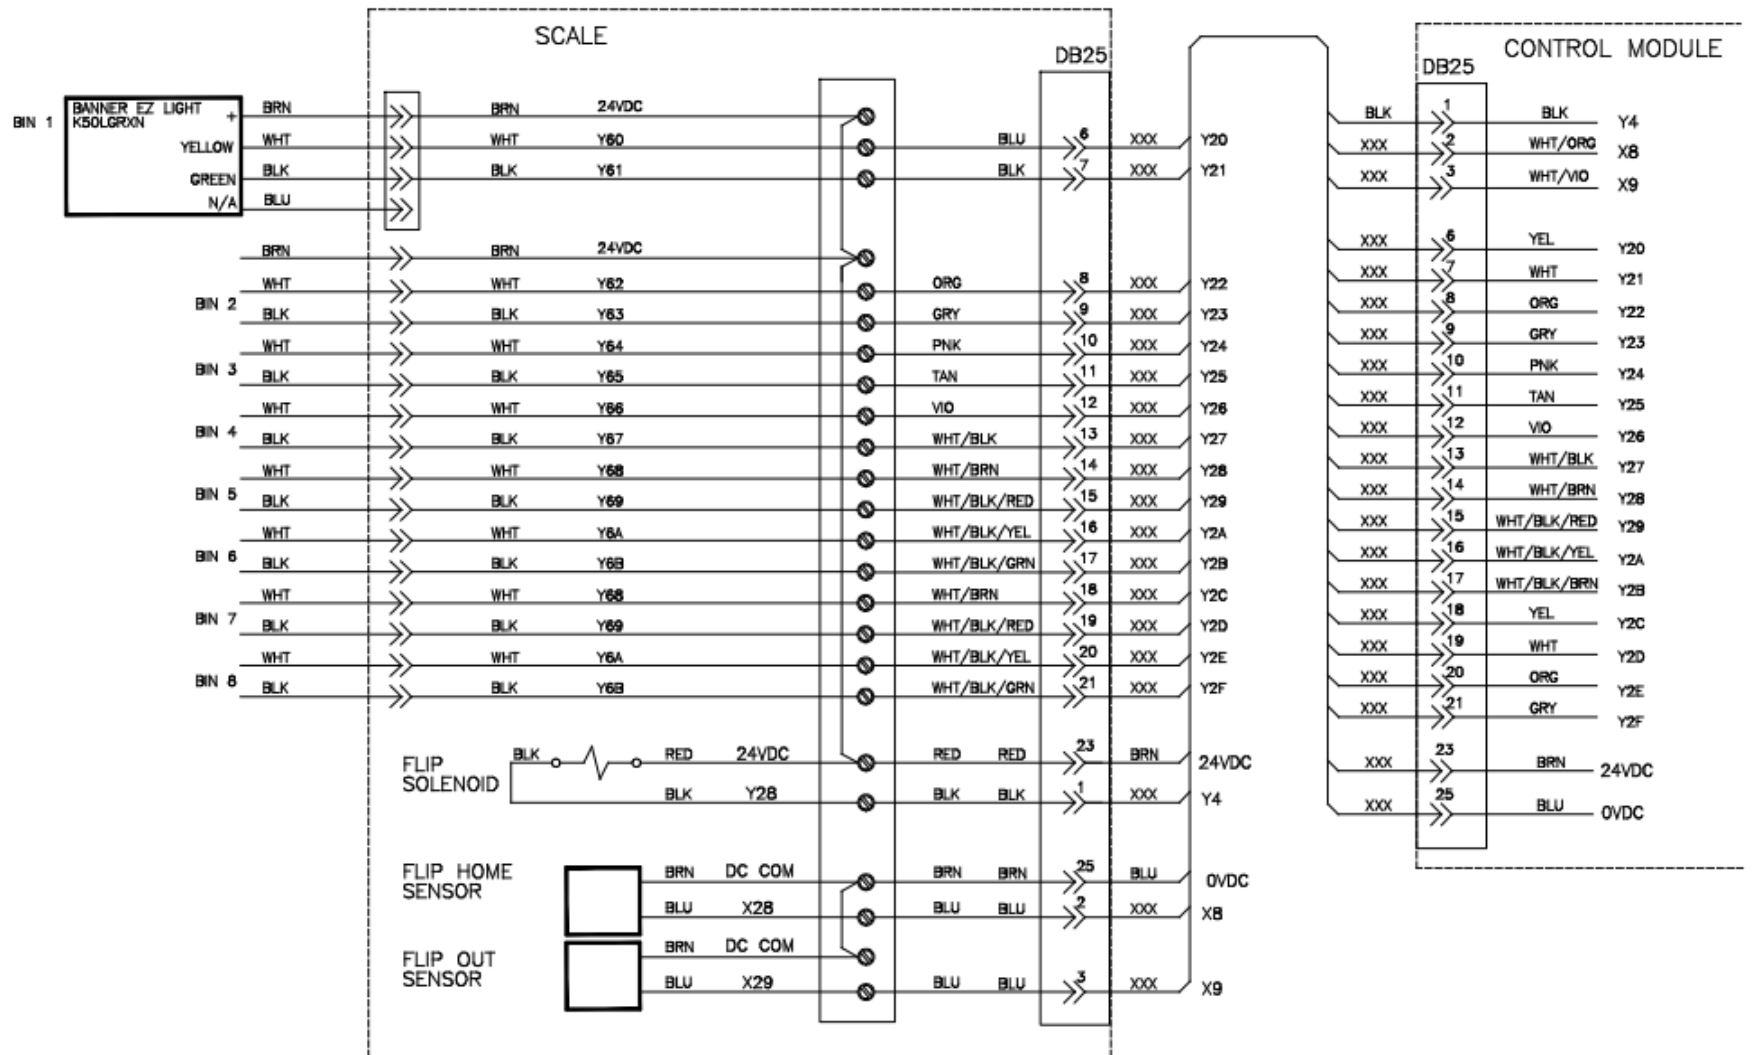 SCALE
DB25
CONTROL MODULE
DB25
BIN 1
BANNER EZ LIGHT
K50LGRXN
+ BRN BRN 24VDC
YELLOW WHT WHT Y60 BLU 6 XXX Y20
GREEN BLK BLK Y61 BLK 7 XXX Y21
N/A BLU
BRN BRN 24VDC
BIN 2
WHT WHT Y62 ORG 8 XXX Y22
BLK BLK Y63 GRY 9 XXX Y23
BIN 3
WHT WHT Y64 PNK 10 XXX Y24
BLK BLK Y65 TAN 11 XXX Y25
BIN 4
WHT WHT Y66 VIO 12 XXX Y26
BLK BLK Y67 WHT/BLK 13 XXX Y27
BIN 5
WHT WHT Y68 WHT/BRN 14 XXX Y28
BLK BLK Y69 WHT/BLK/RED 15 XXX Y29
BIN 6
WHT WHT Y6A WHT/BLK/YEL 16 XXX Y2A
BLK BLK Y6B WHT/BLK/GRN 17 XXX Y2B
BIN 7
WHT WHT Y68 WHT/BRN 18 XXX Y2C
BLK BLK Y69 WHT/BLK/RED 19 XXX Y2D
BIN 8
WHT WHT Y6A WHT/BLK/YEL 20 XXX Y2E
BLK BLK Y6B WHT/BLK/GRN 21 XXX Y2F
FLIP
SOLENOID
BLK RED 24VDC RED RED 23 BRN 24VDC
BLK Y28 BLK BLK 1 XXX Y4
FLIP HOME
SENSOR
BRN DC COM BRN BRN 25 BLU 0VDC
BLU X28 BLU BLU 2 XXX X8
FLIP OUT
SENSOR
BRN DC COM
BLU X29 BLU BLU 3 XXX X9
BLK 1 BLK Y4
XXX 2 WHT/ORG X8
XXX 3 WHT/VIO X9
XXX 6 YEL Y20
XXX 7 WHT Y21
XXX 8 ORG Y22
XXX 9 GRY Y23
XXX 10 PNK Y24
XXX 11 TAN Y25
XXX 12 VIO Y26
XXX 13 WHT/BLK Y27
XXX 14 WHT/BRN Y28
XXX 15 WHT/BLK/RED Y29
XXX 16 WHT/BLK/YEL Y2A
XXX 17 WHT/BLK/BRN Y2B
XXX 18 YEL Y2C
XXX 19 WHT Y2D
XXX 20 ORG Y2E
XXX 21 GRY Y2F
XXX 23 BRN 24VDC
XXX 25 BLU 0VDC